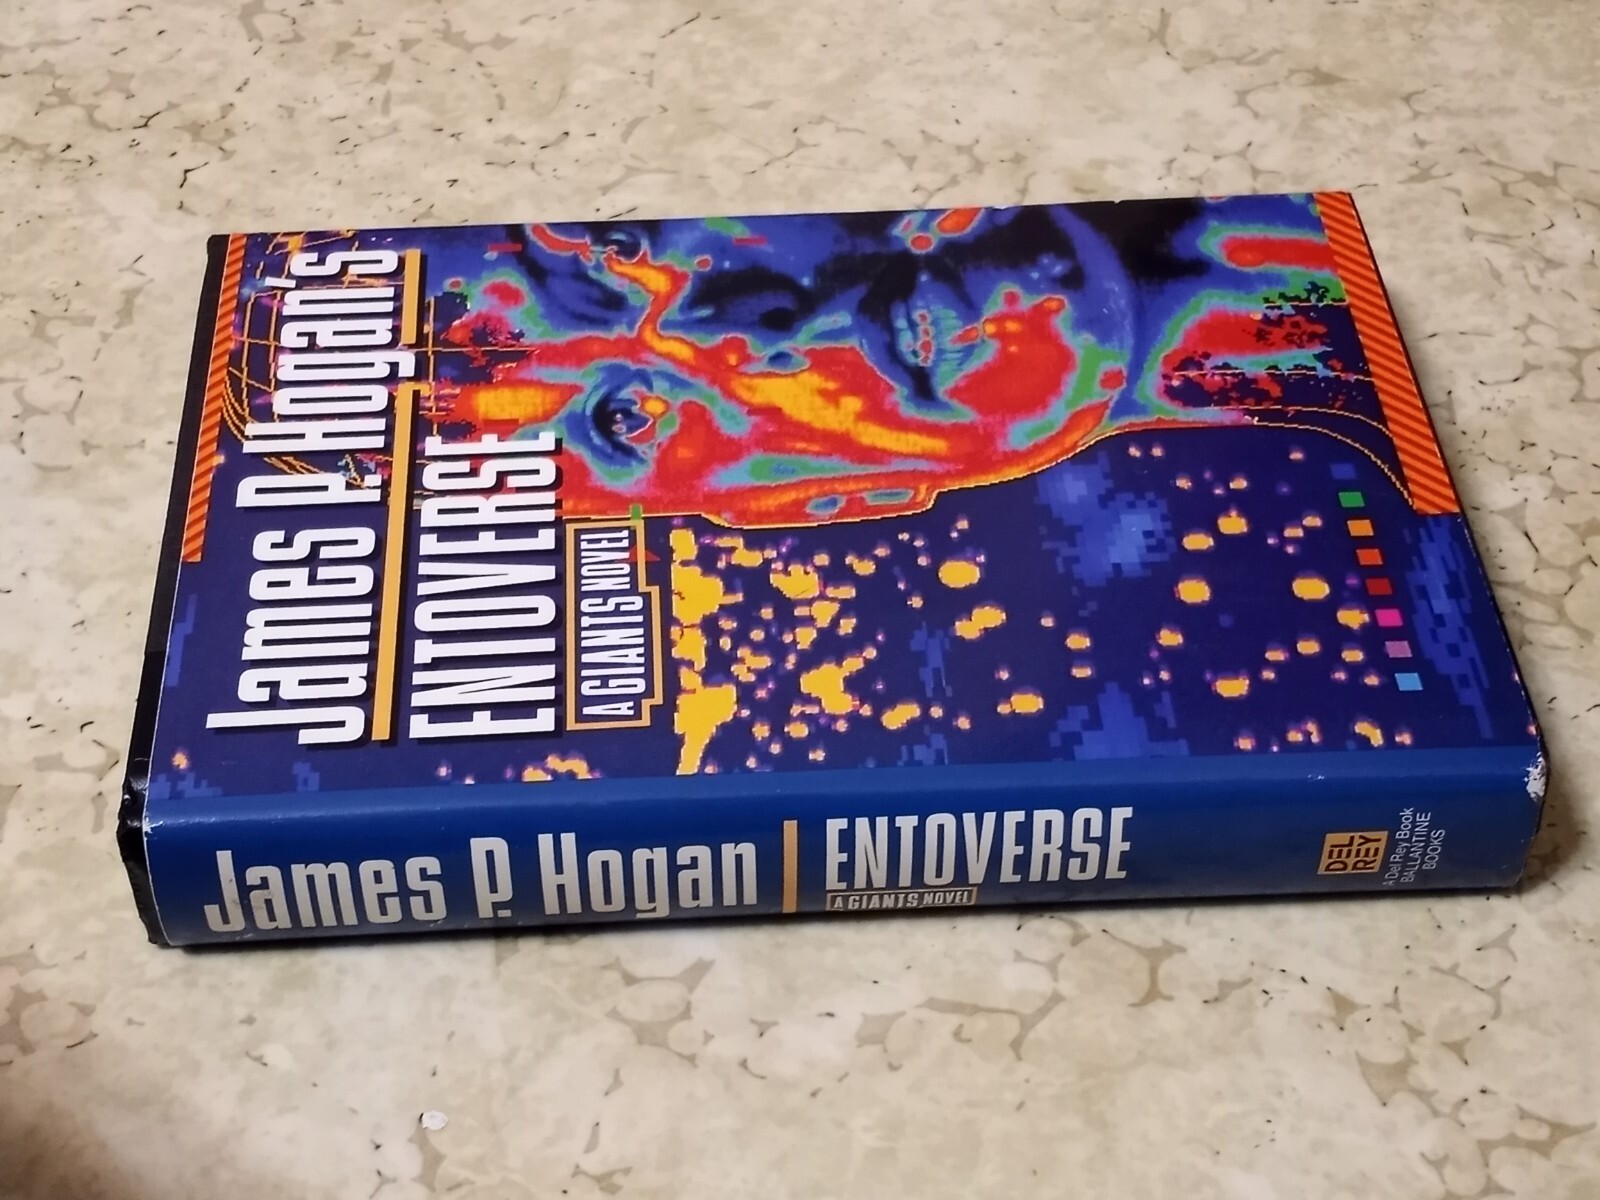 James P. Hogan's
ENTOVERSE
A GIANTS NOVEL
James P. Hogan
ENTOVERSE
A GIANTS NOVEL
DEL
REY
A Del Rey Book
BALLANTINE
BOOKS